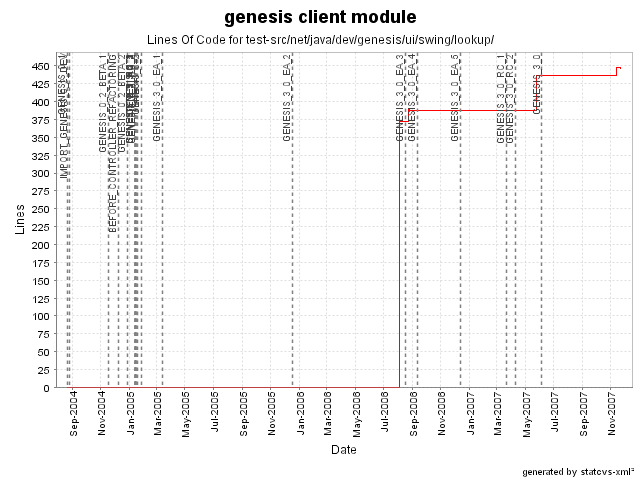 genesis client module
Lines Of Code for test-src/net/java/dev/genesis/ui/swing/lookup/
Lines
450
425
400
375
350
325
300
275
250
225
200
175
150
125
100
75
50
25
0
BEFORE_CONTROLLER_REFACTORING
GENESIS_3_0_EA_1
GENESIS_3_0_EA_2
GENESIS_3_0_EA_3
GENESIS_3_0_EA_4
GENESIS_3_0_EA_5
GENESIS_3_0_RC_1
GENESIS_3_0_RC_2
GENESIS_3_0
Sep-2004
Nov-2004
Jan-2005
Mar-2005
May-2005
Jul-2005
Sep-2005
Nov-2005
Jan-2006
Mar-2006
May-2006
Jul-2006
Sep-2006
Nov-2006
Jan-2007
Mar-2007
May-2007
Jul-2007
Sep-2007
Nov-2007
Date
generated by statcvs-xml²